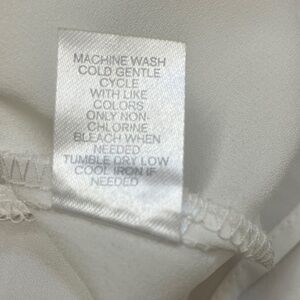 MACHINE WASH
COLD GENTLE
CYCLE
WITH LIKE
COLORS
ONLY NON-
CHLORINE
BLEACH WHEN
NEEDED
TUMBLE DRY LOW
COOL IRON IF
NEEDED